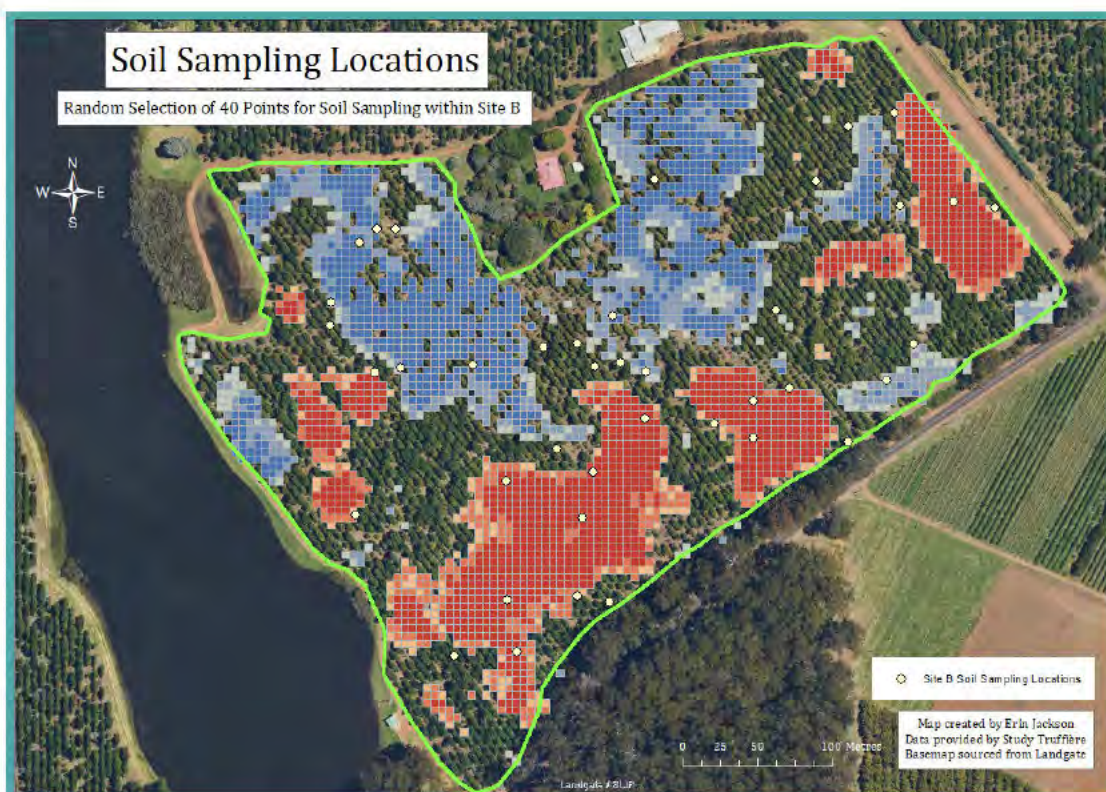 Soil Sampling Locations
Random Selection of 40 Points for Soil Sampling within Site B
N
W E
S
Site B Soil Sampling Locations
Map created by Erin Jackson
Data provided by Study Truffière
Basemap sourced from Landgate
0 25 50 100 Metres
Landgate